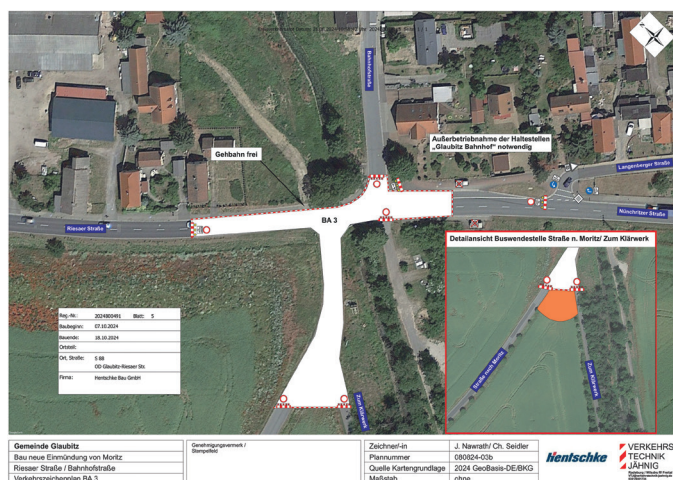 Bahnhofstraße
Außerbetriebnahme der Haltestellen
„Glaubitz Bahnhof“ notwendig
Gehbahn frei
Langenberger Straße
Nünchritzer Straße
BA 3
Riesaer Straße
Detailansicht Buswendestelle Straße n. Moritz/ Zum Klärwerk
Straße nach Moritz
Zum Klärwerk
Zum Klärwerk
Reg.-Nr. 2024800491 Blatt: 5
Baubeginn: 07.10.2024
Bauende: 18.10.2024
Ortsteil:
Ort, Straße: S 88
OD Glaubitz-Riesaer Str.
Firma: Hentschke Bau GmbH
Gemeinde Glaubitz
Bau neue Einmündung von Moritz
Riesaer Straße / Bahnhofstraße
Verkehrszeichenplan BA 3
Genehmigungsvermerk /
Stempelfeld
Zeichner/-in J. Nawrath/ Ch. Seidler
Plannummer 080824-03b
Quelle Kartengrundlage 2024 GeoBasis-DE/BKG
Maßstab ohne
Hentschke
VERKEHRS
TECHNIK
JÄHNIG